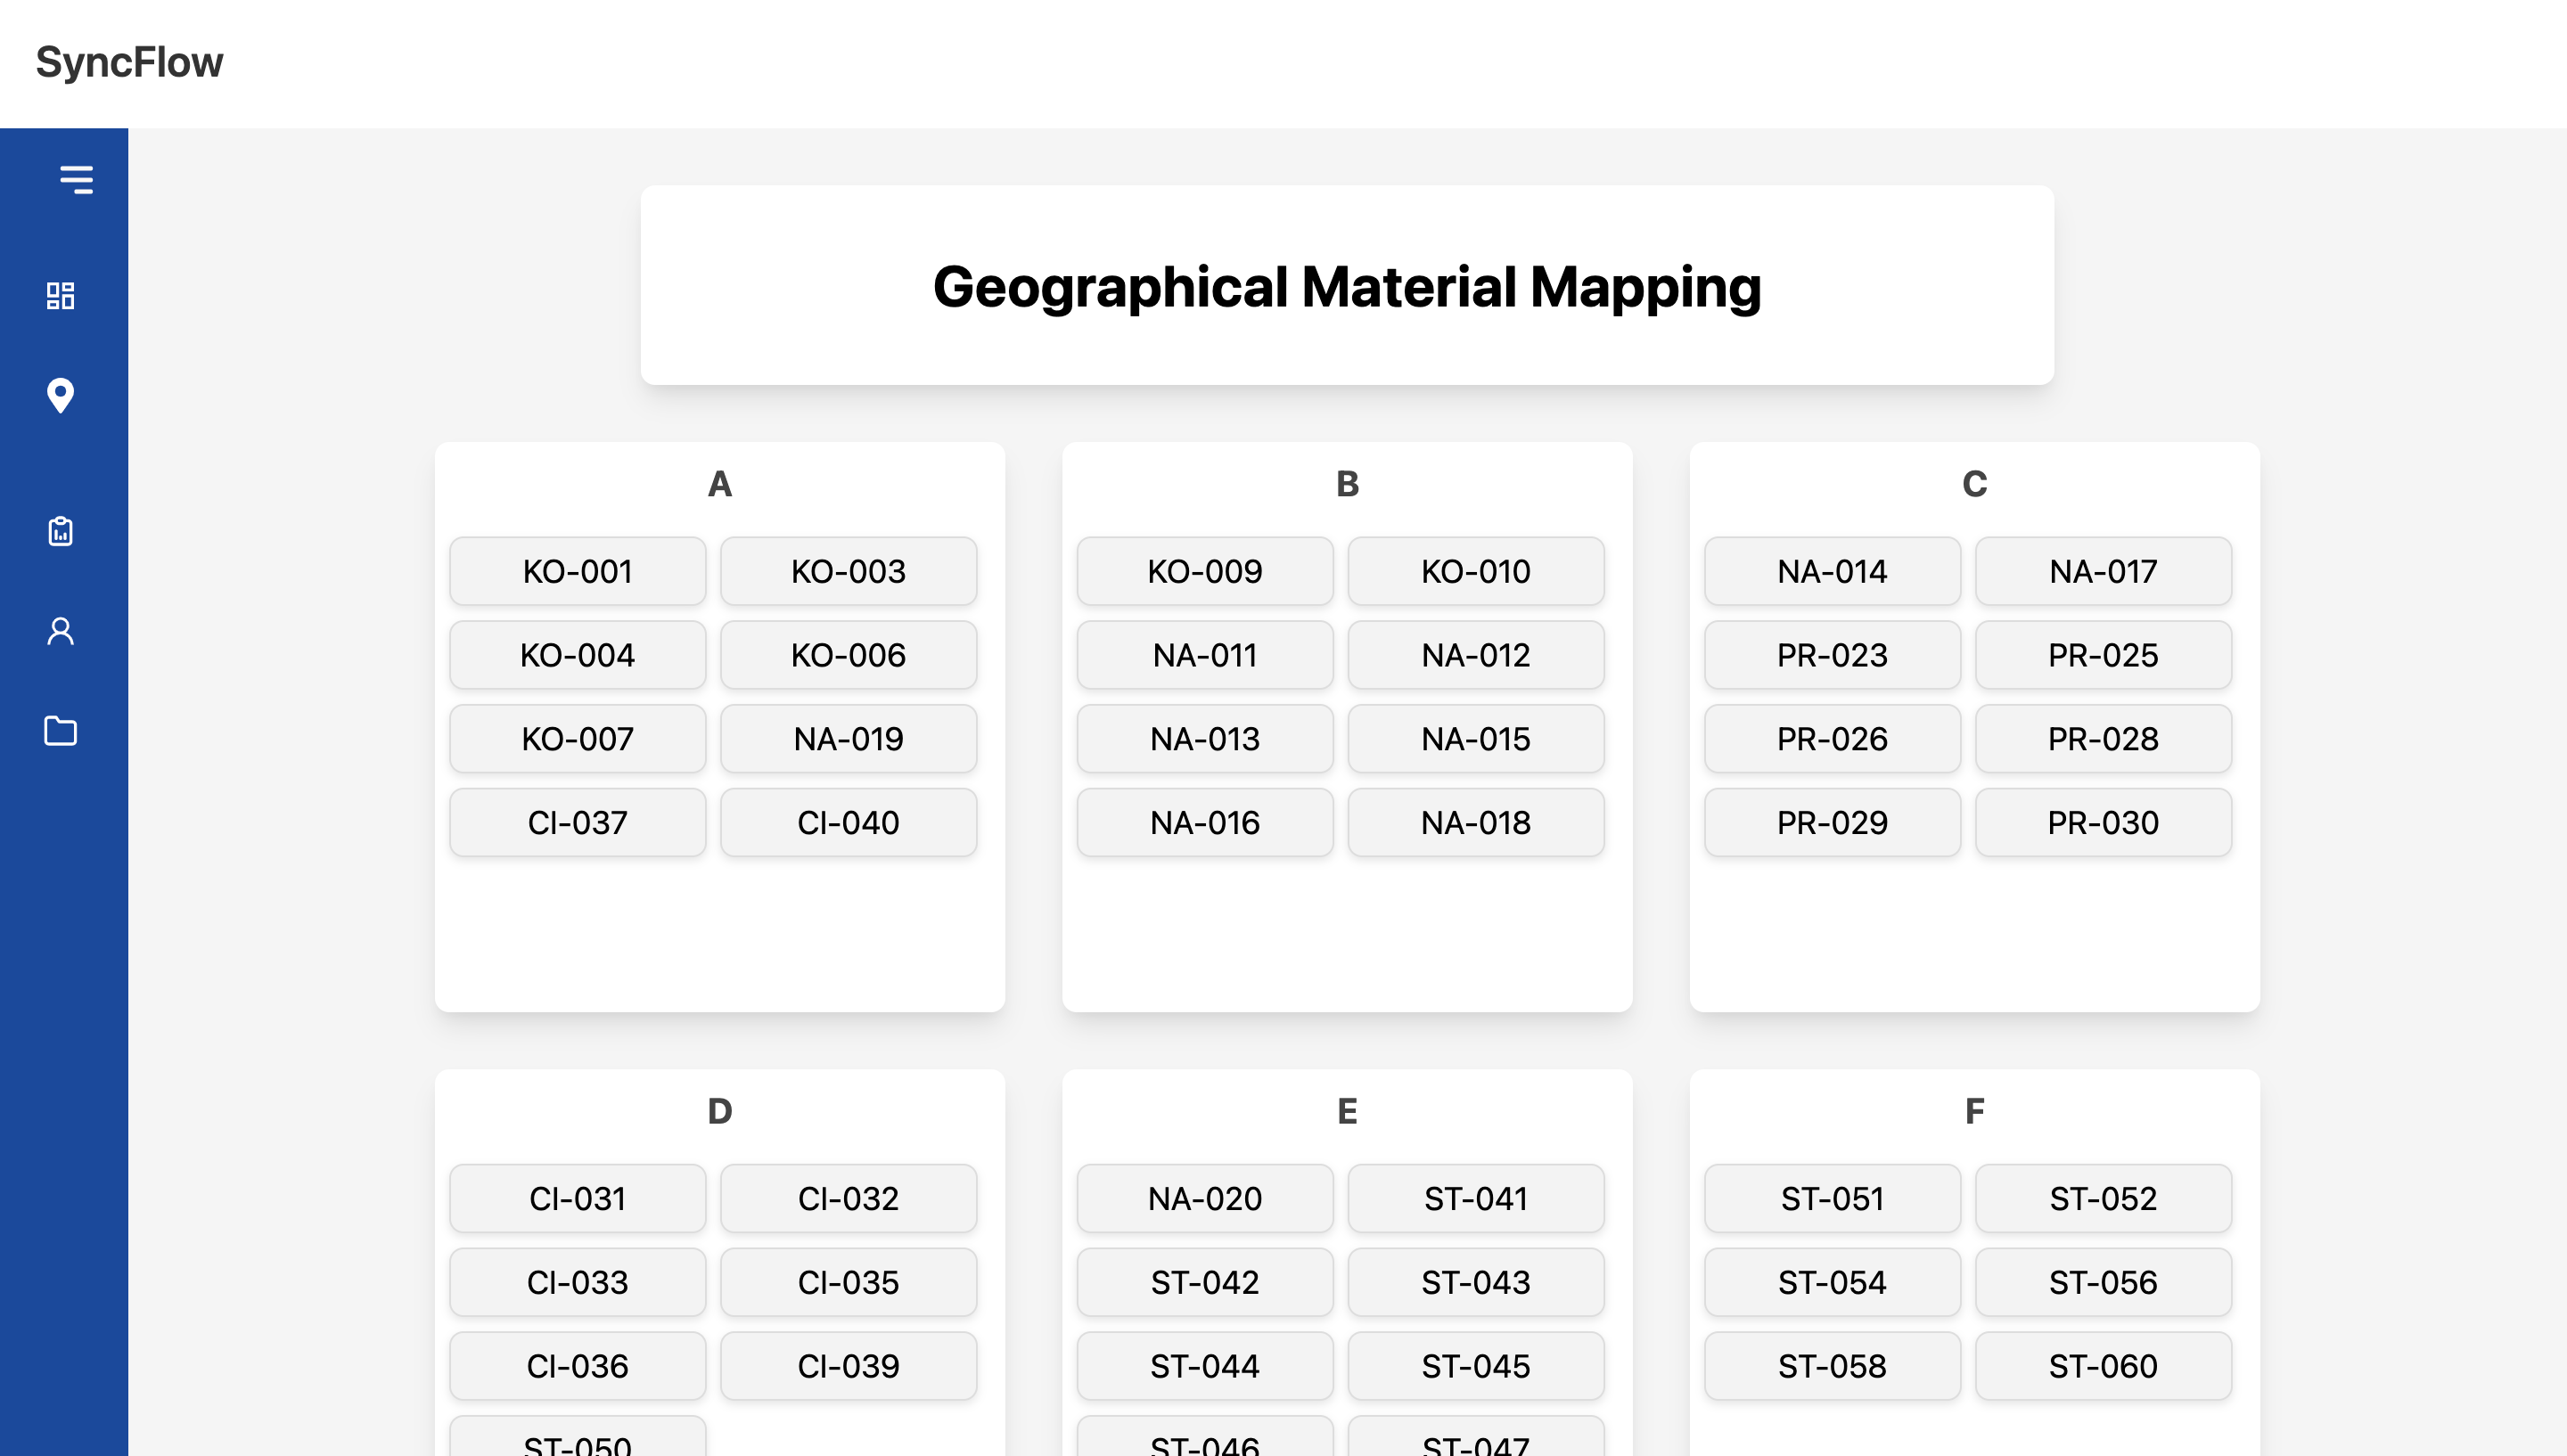 SyncFlow
Geographical Material Mapping
A
KO-001 KO-003
KO-004 KO-006
KO-007 NA-019
CI-037 CI-040
B
KO-009 KO-010
NA-011 NA-012
NA-013 NA-015
NA-016 NA-018
C
NA-014 NA-017
PR-023 PR-025
PR-026 PR-028
PR-029 PR-030
D
CI-031 CI-032
CI-033 CI-035
CI-036 CI-039
ST-050
E
NA-020 ST-041
ST-042 ST-043
ST-044 ST-045
ST-046 ST-047
F
ST-051 ST-052
ST-054 ST-056
ST-058 ST-060